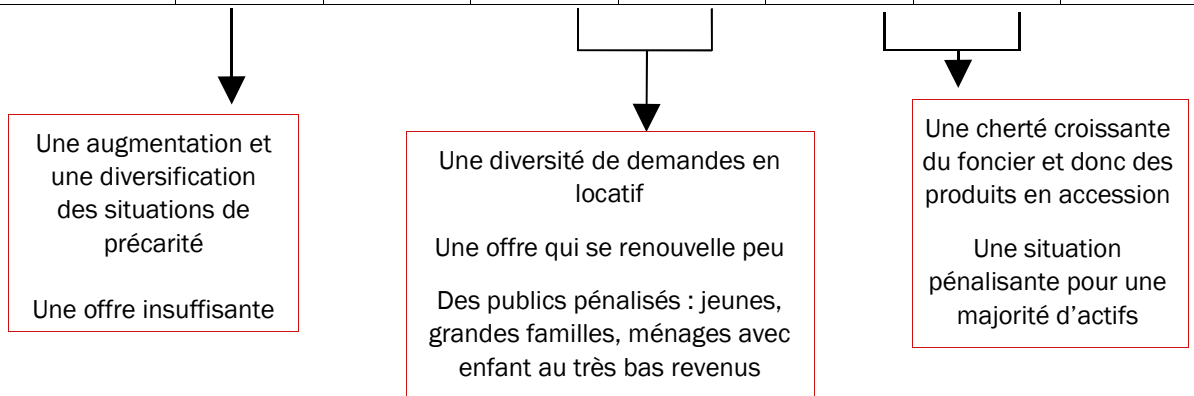 Une augmentation et
une diversification
des situations de
précarité
Une offre insuffisante
Une diversité de demandes en
locatif
Une offre qui se renouvelle peu
Des publics pénalisés : jeunes,
grandes familles, ménages avec
enfant au très bas revenus
Une cherté croissante
du foncier et donc des
produits en accession
Une situation
pénalisante pour une
majorité d’actifs